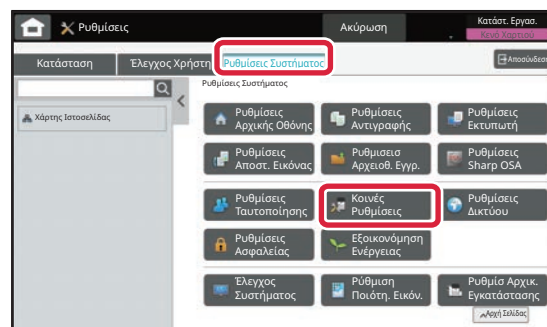 Ρυθμίσεις
Ακύρωση
Κατάστ. Εργασ.
Κενό Χαρτιού
Κατάσταση
Έλεγχος Χρήστη
Ρυθμίσεις Συστήματος
Αποσύνδεση
Ρυθμίσεις Συστήματος
Χάρτης Ιστοσελίδας
Ρυθμίσεις
Αρχικής Οθόνης
Ρυθμίσεις
Αντιγραφής
Ρυθμίσεις
Εκτυπωτή
Ρυθμίσεις
Αποστ. Εικόνας
Ρυθμισεισ
Αρχειοθ. Εγγρ.
Ρυθμίσεις
Sharp OSA
Ρυθμίσεις
Ταυτοποίησης
Κοινές
Ρυθμίσεις
Ρυθμίσεις
Δικτύου
Ρυθμίσεις
Ασφαλείας
Εξοικονόμηση
Ενέργειας
Έλεγχος
Συστήματος
Ρύθμιση
Ποιότη. Εικόν.
Ρυθμίσ Αρχικ.
Εγκατάστασης
Αρχή Σελίδας